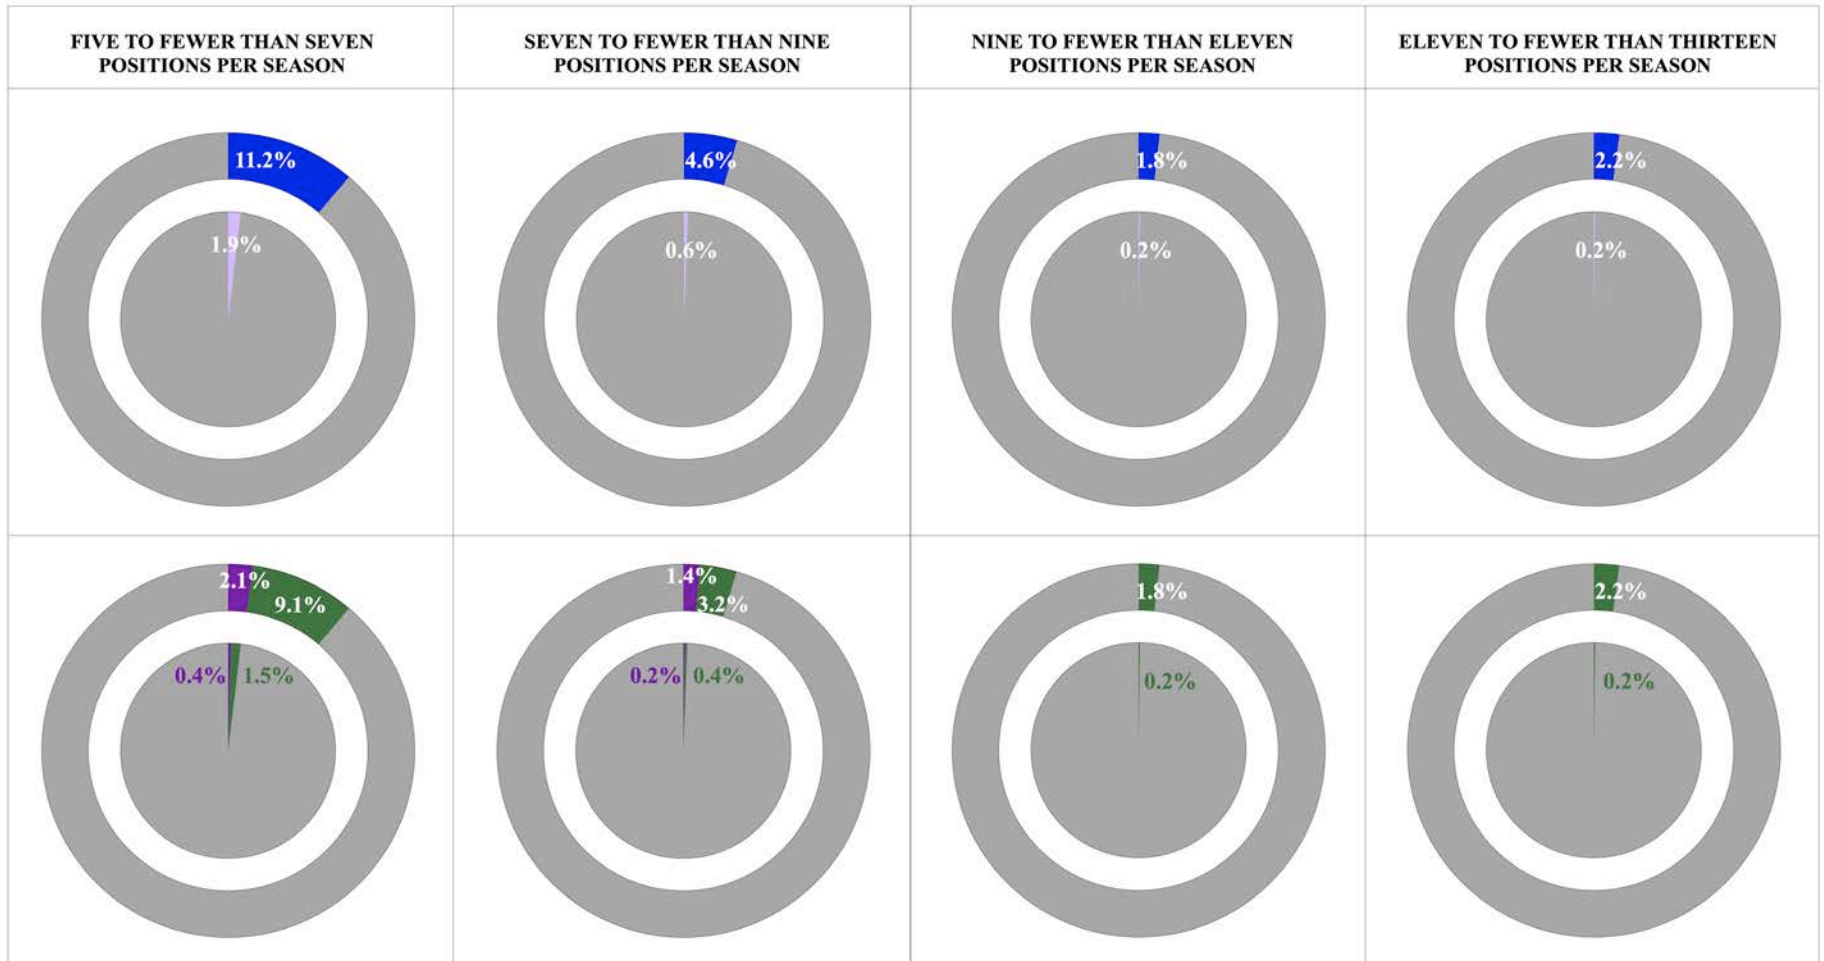 FIVE TO FEWER THAN SEVEN
POSITIONS PER SEASON
SEVEN TO FEWER THAN NINE
POSITIONS PER SEASON
NINE TO FEWER THAN ELEVEN
POSITIONS PER SEASON
ELEVEN TO FEWER THAN THIRTEEN
POSITIONS PER SEASON
11.2%
1.9%
4.6%
0.6%
1.8%
0.2%
2.2%
0.2%
2.1%
9.1%
0.4%
1.5%
1.4%
3.2%
0.2%
0.4%
1.8%
0.2%
2.2%
0.2%